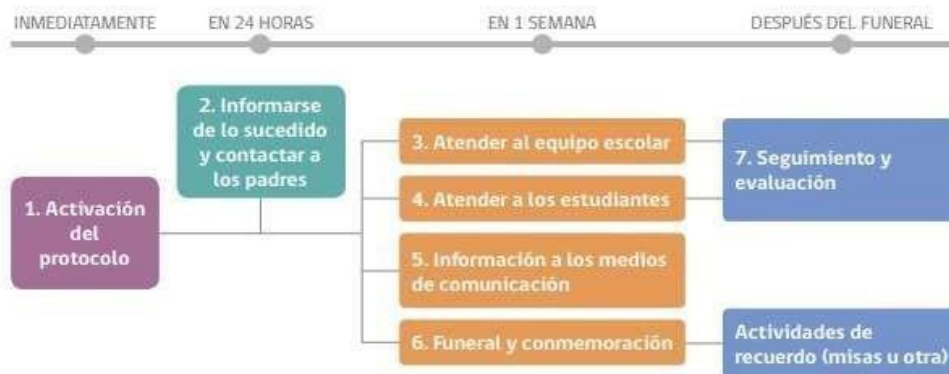 INMEDIATAMENTE
EN 24 HORAS
EN 1 SEMANA
DESPUÉS DEL FUNERAL
1. Activación
del
protocolo
2. Informarse
de lo sucedido
y contactar a
los padres
3. Atender al equipo escolar
4. Atender a los estudiantes
5. Información a los medios
de comunicación
6. Funeral y conmemoración
7. Seguimiento y
evaluación
Actividades de
recuerdo (misas u otra)